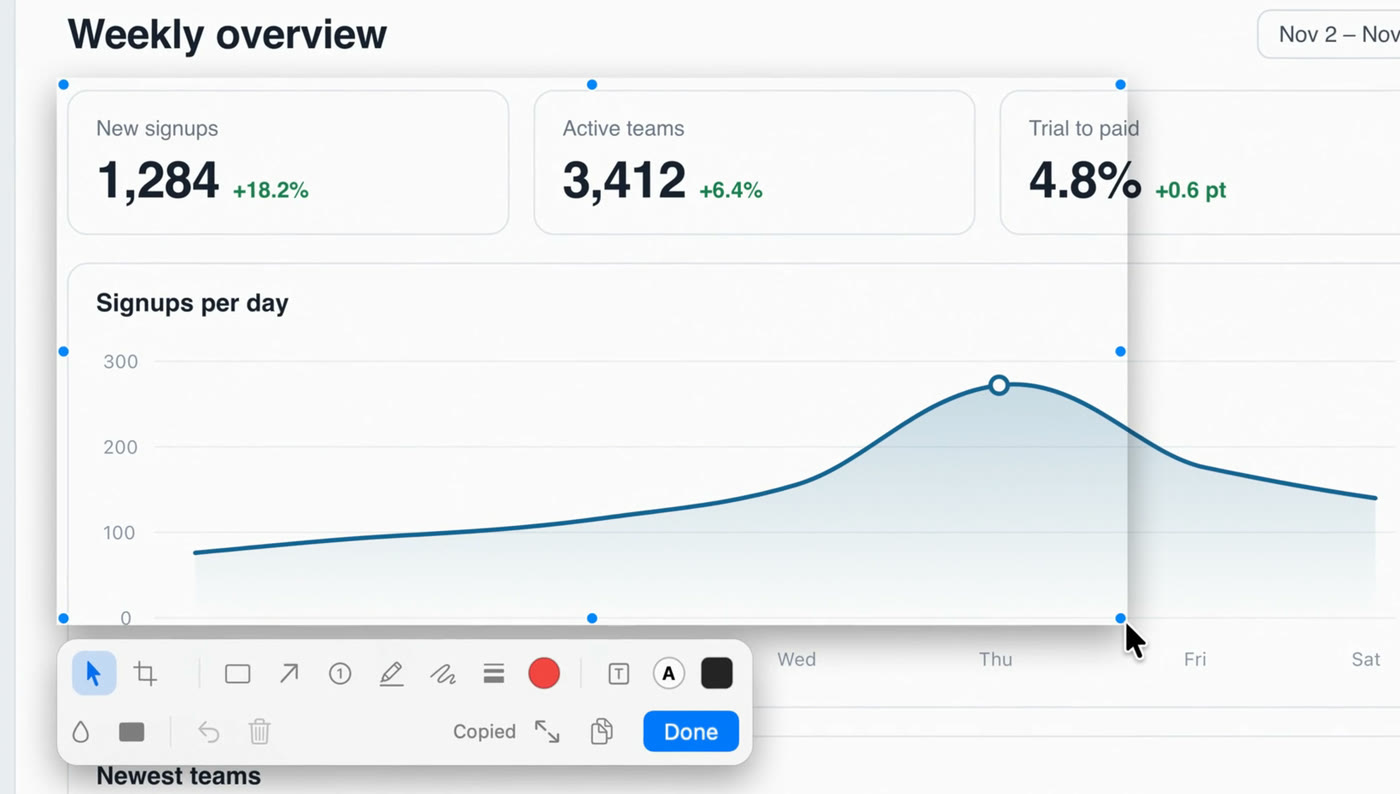 Weekly overview
Nov 2 – Nov
New signups
1,284 +18.2%
Active teams
3,412 +6.4%
Trial to paid
4.8% +0.6 pt
Signups per day
300
200
100
0
Wed Thu Fri Sat
1 T A
Copied Done
Newest teams